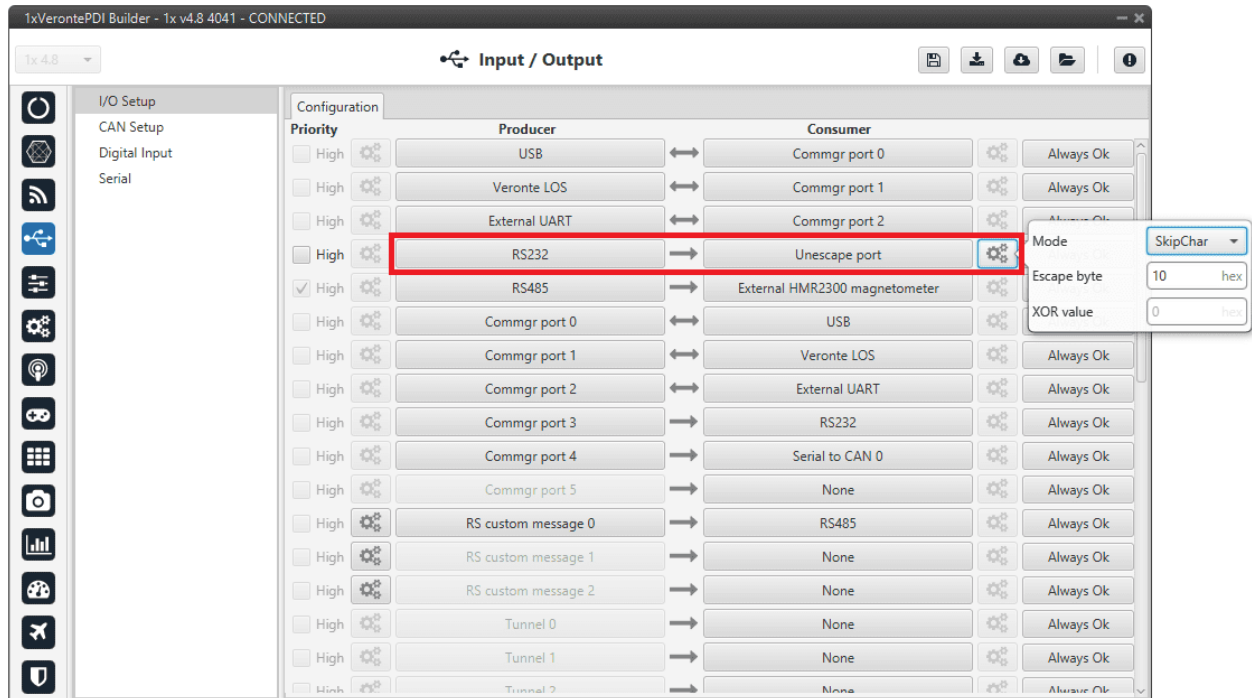 1xVerontePDI Builder - 1x v4.8 4041 - CONNECTED
1x 4.8
Input / Output
I/O Setup
CAN Setup
Digital Input
Serial
Configuration
Priority Producer Consumer
High USB Commgr port 0 Always Ok
High Veronte LOS Commgr port 1 Always Ok
High External UART Commgr port 2 Always Ok
High RS232 Unescape port
Mode SkipChar
Escape byte 10 hex
XOR value 0 hex
High RS485 External HMR2300 magnetometer
High Commgr port 0 USB
High Commgr port 1 Veronte LOS Always Ok
High Commgr port 2 External UART Always Ok
High Commgr port 3 RS232 Always Ok
High Commgr port 4 Serial to CAN 0 Always Ok
High Commgr port 5 None Always Ok
High RS custom message 0 RS485 Always Ok
High RS custom message 1 None Always Ok
High RS custom message 2 None Always Ok
High Tunnel 0 None Always Ok
High Tunnel 1 None Always Ok
High Tunnel 2 None Always Ok